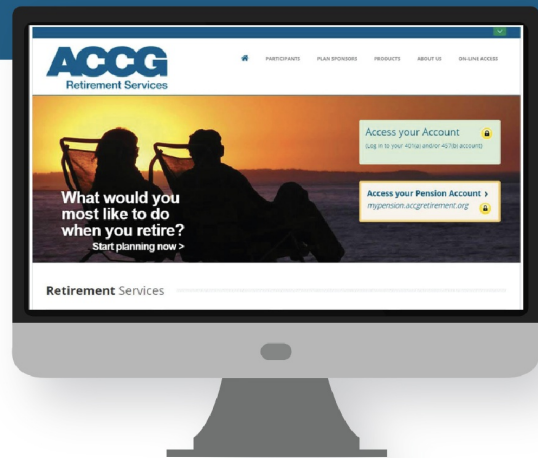 ACCG
Retirement Services
PARTICIPANTS PLAN SPONSORS PRODUCTS ABOUT US ON-LINE ACCESS
Access your Account
(Log in to your 401(a) and/or 457(b) account)
Access your Pension Account >
mypension.accgretirement.org
What would you
most like to do
when you retire?
Start planning now >
Retirement Services